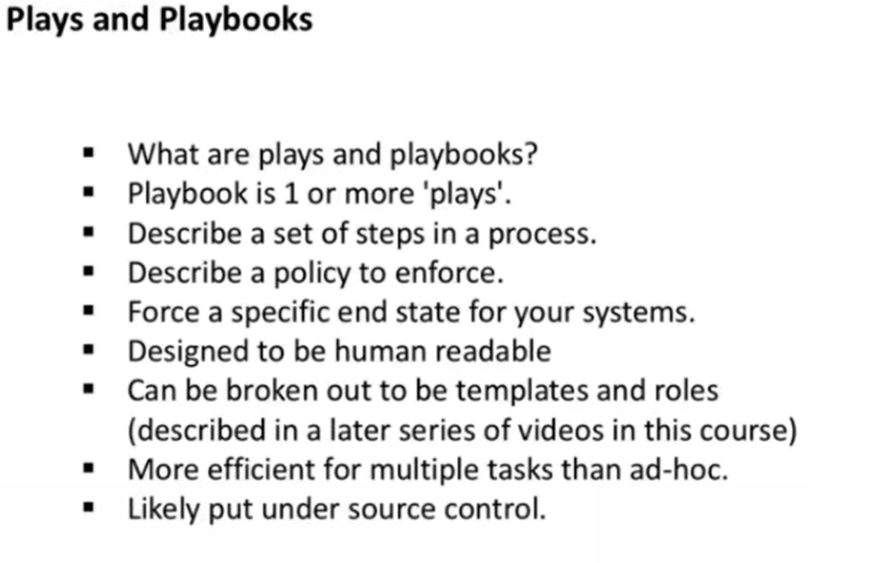 Plays and Playbooks
▪ What are plays and playbooks?
▪ Playbook is 1 or more 'plays'.
▪ Describe a set of steps in a process.
▪ Describe a policy to enforce.
▪ Force a specific end state for your systems.
▪ Designed to be human readable
▪ Can be broken out to be templates and roles
(described in a later series of videos in this course)
▪ More efficient for multiple tasks than ad-hoc.
▪ Likely put under source control.